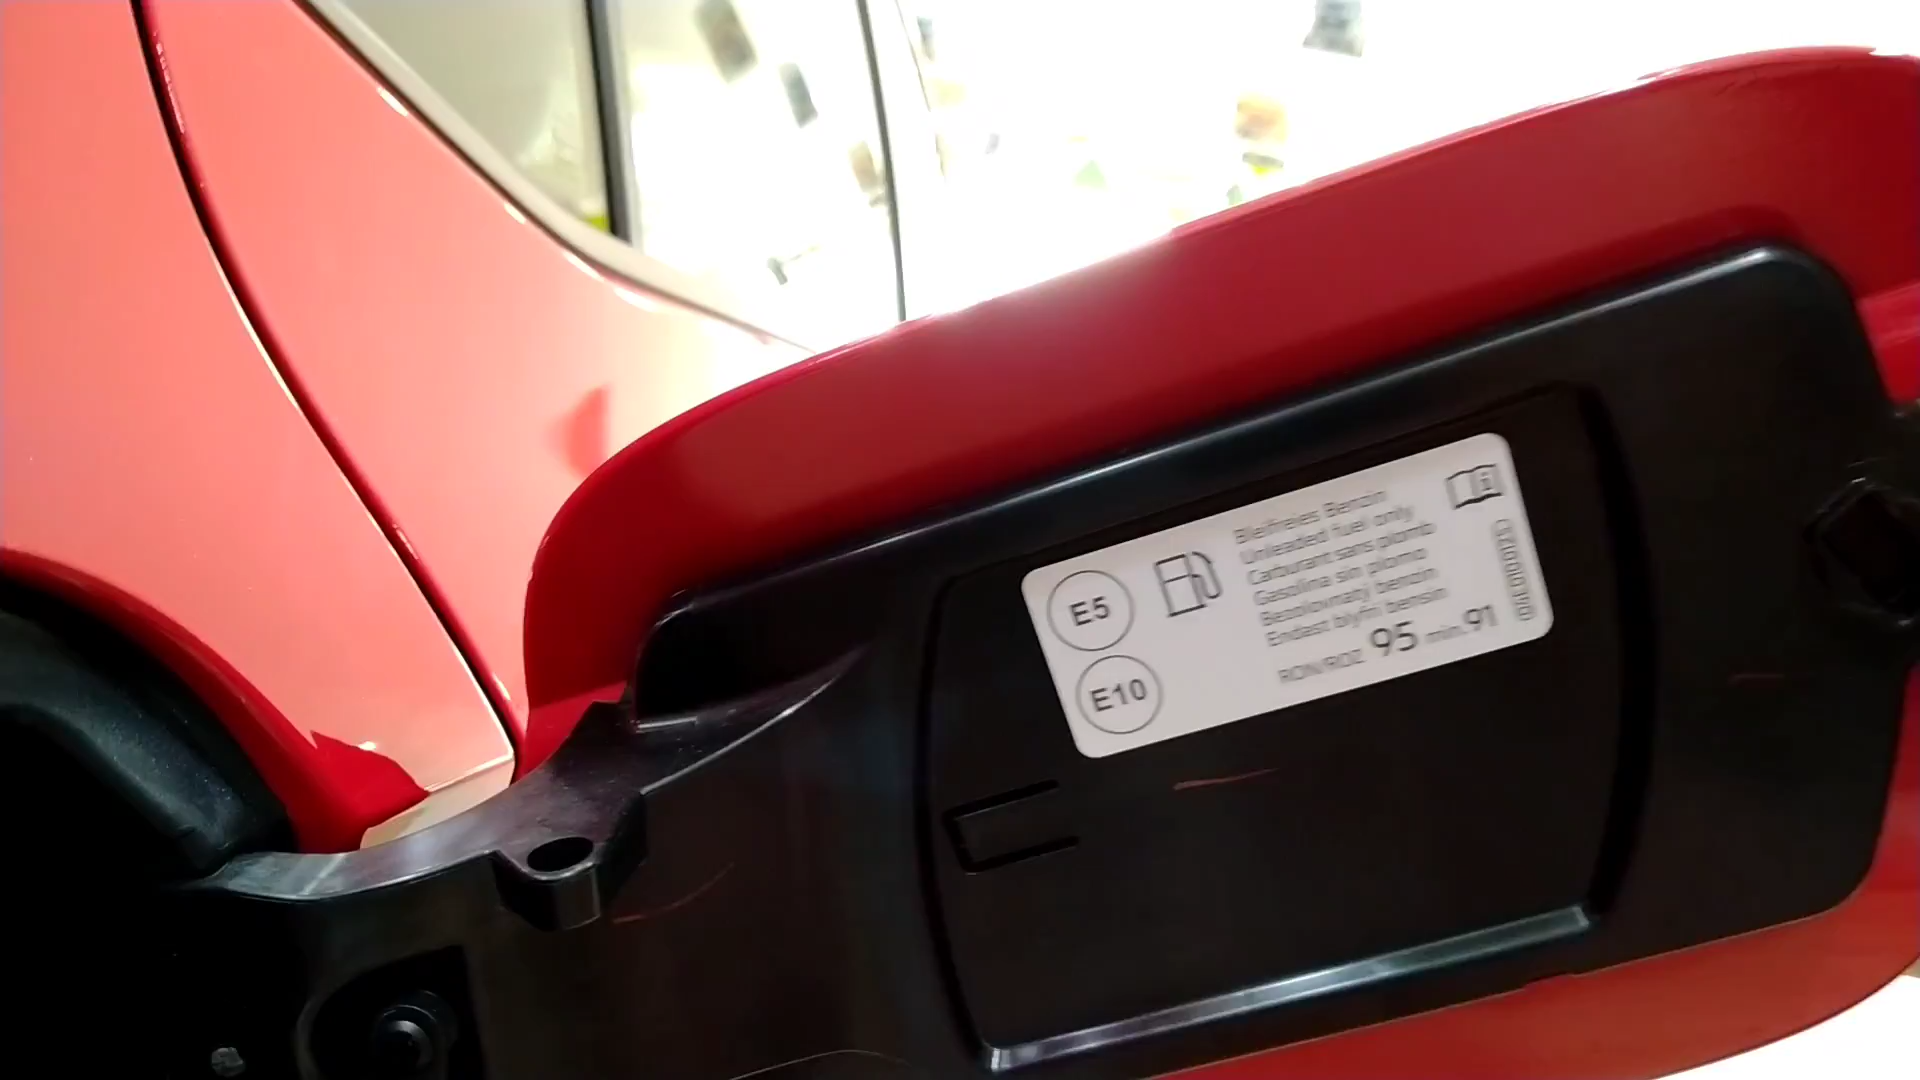 E5
E10
Bleifreies Benzin
Unleaded fuel only
Carburant sans plomb
Gasolina sin plomo
Bezolovnatý benzin
Endast blyfri bensin
RON/ROZ 95 min. 91